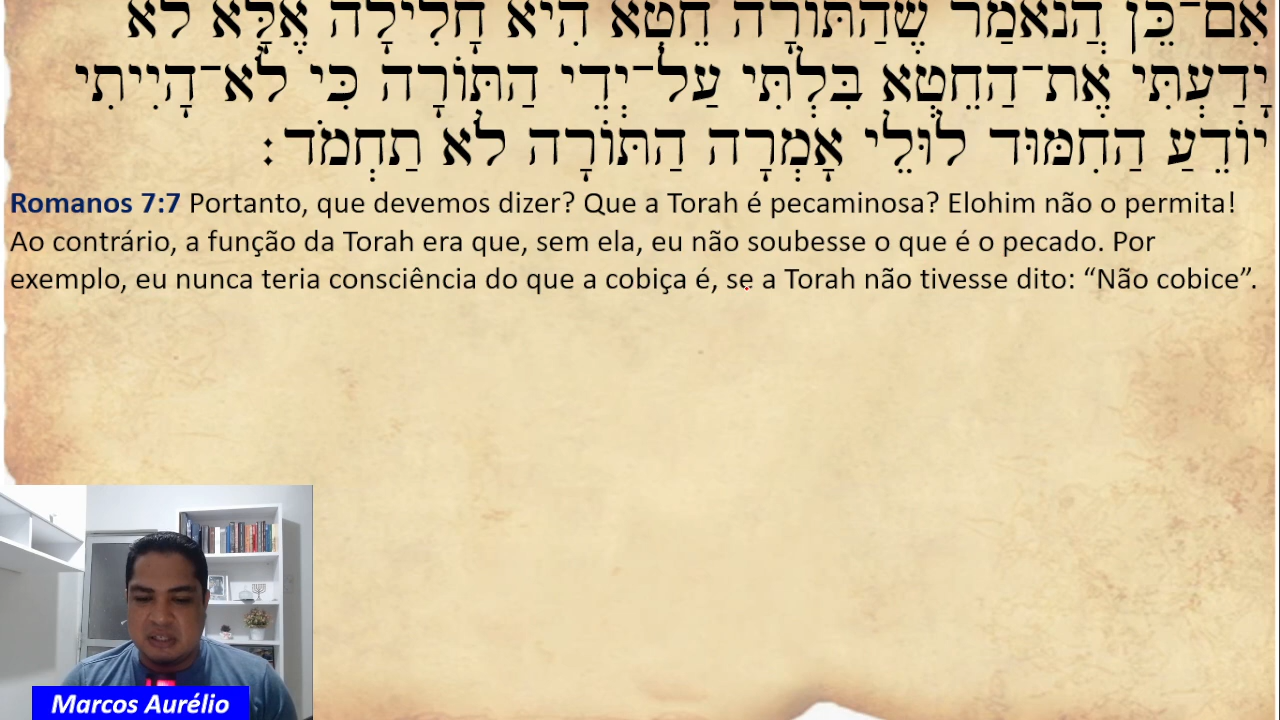 אִם־כֵּן הֲנֹאמַר שֶׁהַתּוֹרָה חֵטְא הִיא חָלִילָה אֶלָּא לֹא
יָדַעְתִּי אֶת־הַחֵטְא בִּלְתִּי עַל־יְדֵי הַתּוֹרָה כִּי לֹא־הָיִיתִי
יוֹדֵעַ הַחִמּוּד לוּלֵי אָמְרָה הַתּוֹרָה לֹא תַחְמֹד׃
Romanos 7:7 Portanto, que devemos dizer? Que a Torah é pecaminosa? Elohim não o permita!
Ao contrário, a função da Torah era que, sem ela, eu não soubesse o que é o pecado. Por
exemplo, eu nunca teria consciência do que a cobiça é, se a Torah não tivesse dito: “Não cobice”.
Marcos Aurélio